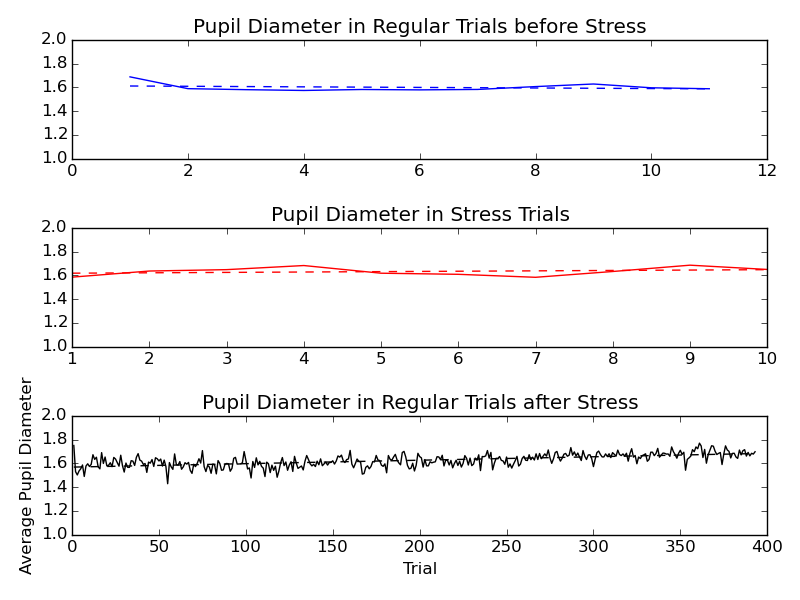 Pupil Diameter in Regular Trials before Stress
2.0
1.8
1.6
1.4
1.2
1.0
0 2 4 6 8 10 12
Pupil Diameter in Stress Trials
2.0
1.8
1.6
1.4
1.2
1.0
1 2 3 4 5 6 7 8 9 10
Pupil Diameter in Regular Trials after Stress
Average Pupil Diameter
2.0
1.8
1.6
1.4
1.2
1.0
0 50 100 150 200 250 300 350 400
Trial